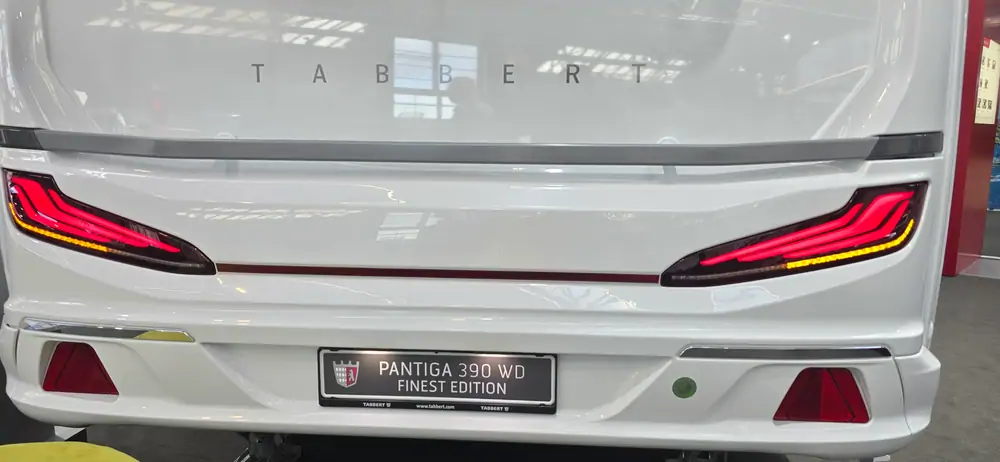 TABBERT
PANTIGA 390 WD
FINEST EDITION
TABBERT www.tabbert.com TABBERT